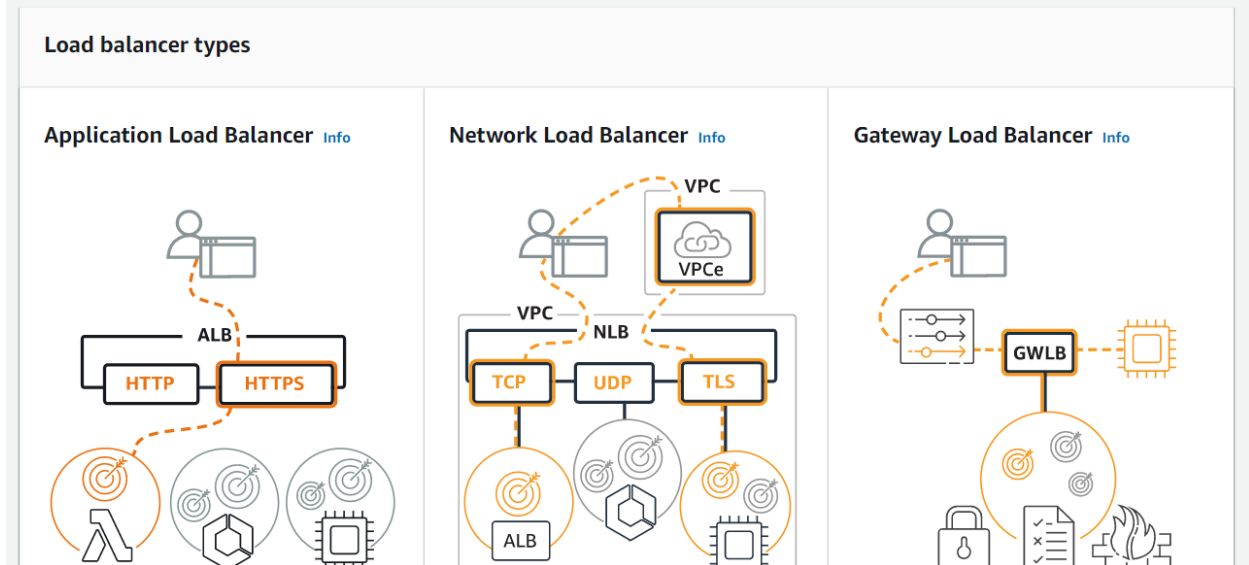 Load balancer types
Application Load Balancer Info
ALB
HTTP
HTTPS
Network Load Balancer Info
VPC
VPCe
VPC
NLB
TCP
UDP
TLS
ALB
Gateway Load Balancer Info
GWLB